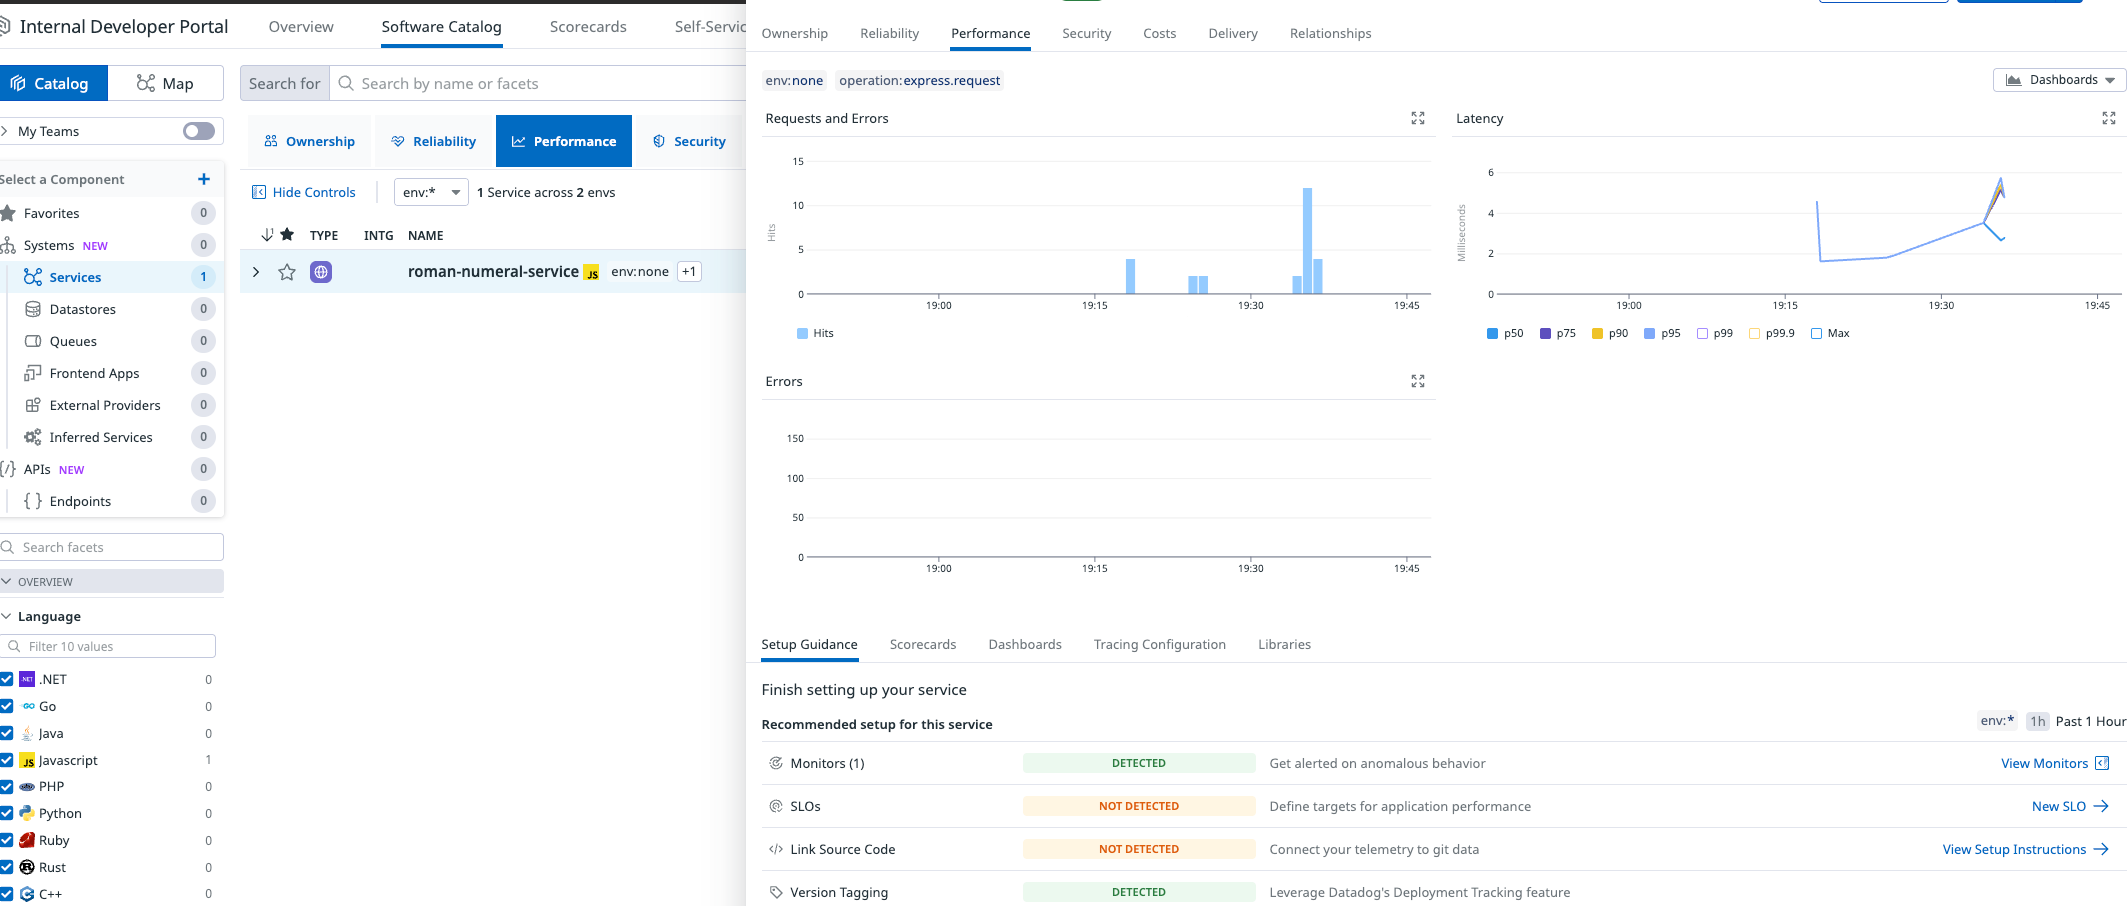 Internal Developer Portal
Overview
Software Catalog
Scorecards
Self-Servic
Catalog
Map
My Teams
Select a Component
Favorites 0
Systems NEW 0
Services 1
Datastores 0
Queues 0
Frontend Apps 0
External Providers 0
Inferred Services 0
APIs NEW 0
Endpoints 0
Search facets
OVERVIEW
Language
Filter 10 values
.NET 0
Go 0
Java 0
JS Javascript 1
PHP 0
Python 0
Ruby 0
Rust 0
C++ 0
Search for
Search by name or facets
Ownership
Reliability
Performance
Security
Hide Controls
env:*
1 Service across 2 envs
TYPE INTG NAME
roman-numeral-service JS env:none +1
Ownership
Reliability
Performance
Security
Costs
Delivery
Relationships
env:none operation:express.request
Dashboards
Requests and Errors
Hits
15
10
5
0
19:00 19:15 19:30 19:45
Hits
Latency
Milliseconds
6
4
2
0
19:00 19:15 19:30 19:45
p50 p75 p90 p95 p99 p99.9 Max
Errors
150
100
50
0
19:00 19:15 19:30 19:45
Setup Guidance
Scorecards
Dashboards
Tracing Configuration
Libraries
Finish setting up your service
Recommended setup for this service
env:* 1h Past 1 Hour
Monitors (1) DETECTED Get alerted on anomalous behavior View Monitors
SLOs NOT DETECTED Define targets for application performance New SLO
Link Source Code NOT DETECTED Connect your telemetry to git data View Setup Instructions
Version Tagging DETECTED Leverage Datadog's Deployment Tracking feature